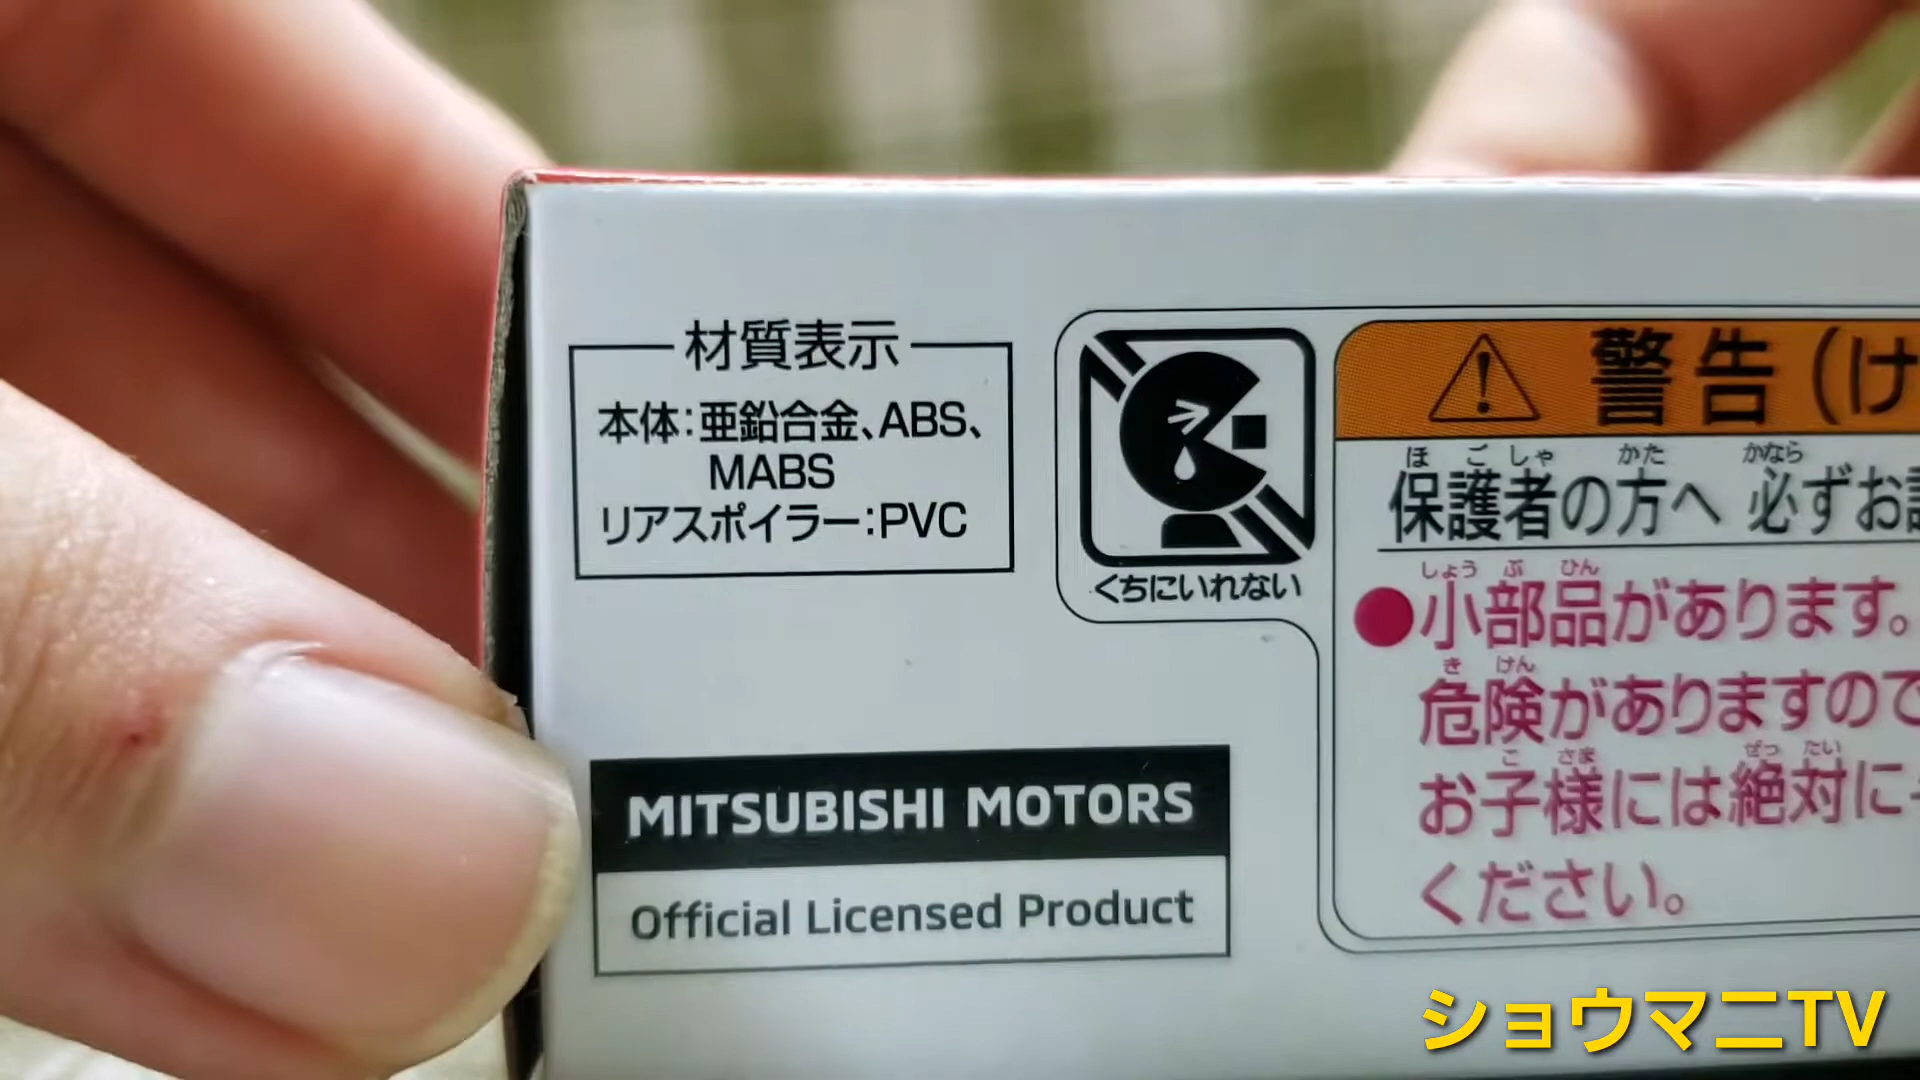 材質表示
本体:亜鉛合金、ABS、
MABS
リアスポイラー:PVC
くちにいれない
MITSUBISHI MOTORS
Official Licensed Product
警告(け
ほ ご しゃ かた かなら
保護者の方へ 必ずお
しょう ぶ ひん
●小部品があります。
き けん
危険がありますので
こ さま ぜっ たい
お子様には絶対に
ください。
ショウマニTV